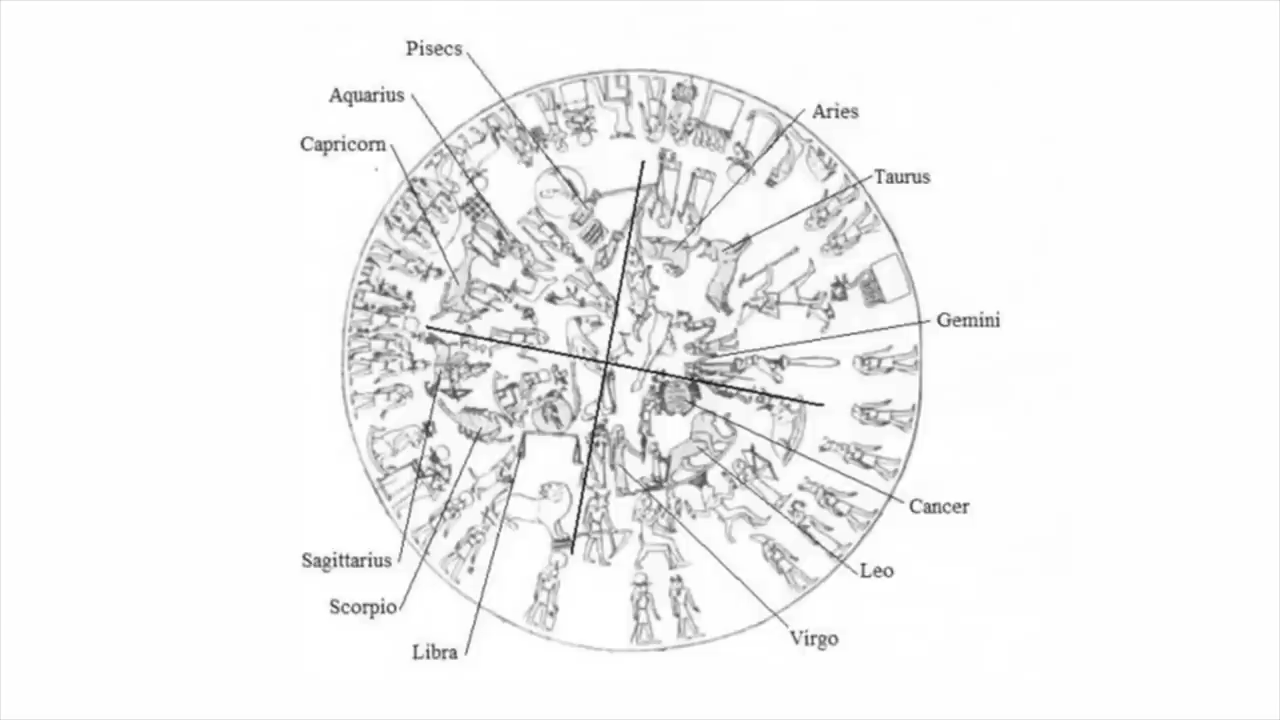 Pisecs
Aquarius
Aries
Capricorn
Taurus
Gemini
Cancer
Sagittarius
Leo
Scorpio
Virgo
Libra